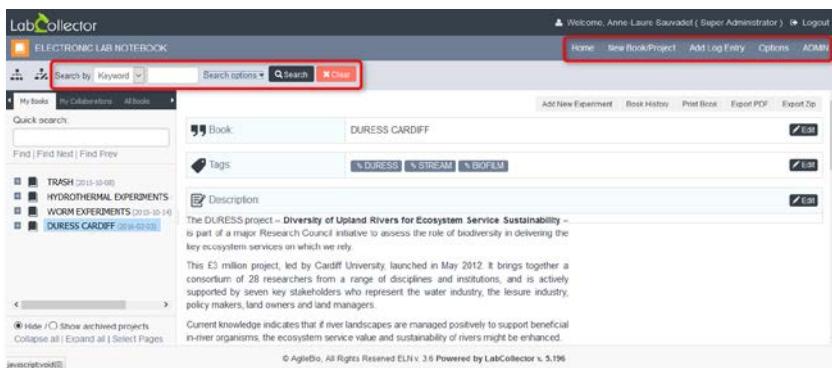 LabCollector
Welcome, Anne-Laure Sauvadet ( Super Administrator ) Logout
ELECTRONIC LAB NOTEBOOK
Home New Book/Project Add Log Entry Options ADMIN
Search by Keyword Search options Search Clear
My Books My Collaborations All Books
Add New Experiment Book History Print Book Export PDF Export Zip
Quick search:
Find | Find Next | Find Prev
Book: DURESS CARDIFF Edit
Tags: DURESS STREAM BIOFILM Edit
Description: Edit
TRASH (2015-10-08)
HYDROTHERMAL EXPERIMENTS
WORM EXPERIMENTS (2015-10-14)
DURESS CARDIFF (2016-02-03)
The DURESS project – Diversity of Upland Rivers for Ecosystem Service Sustainability –
is part of a major Research Council initiative to assess the role of biodiversity in delivering the
key ecosystem services on which we rely.
This £3 million project, led by Cardiff University, launched in May 2012. It brings together a
consortium of 28 researchers from a range of disciplines and institutions, and is actively
supported by seven key stakeholders who represent the water industry, the leisure industry,
policy makers, land owners and land managers.
Current knowledge indicates that if river landscapes are managed positively to support beneficial
in-river organisms, the ecosystem service value and sustainability of rivers might be enhanced.
Hide / Show archived projects
Collapse all | Expand all | Select Pages
© AgileBio, All Rights Reserved ELN v. 3.6 Powered by LabCollector v. 5.196
javascript:void(0)